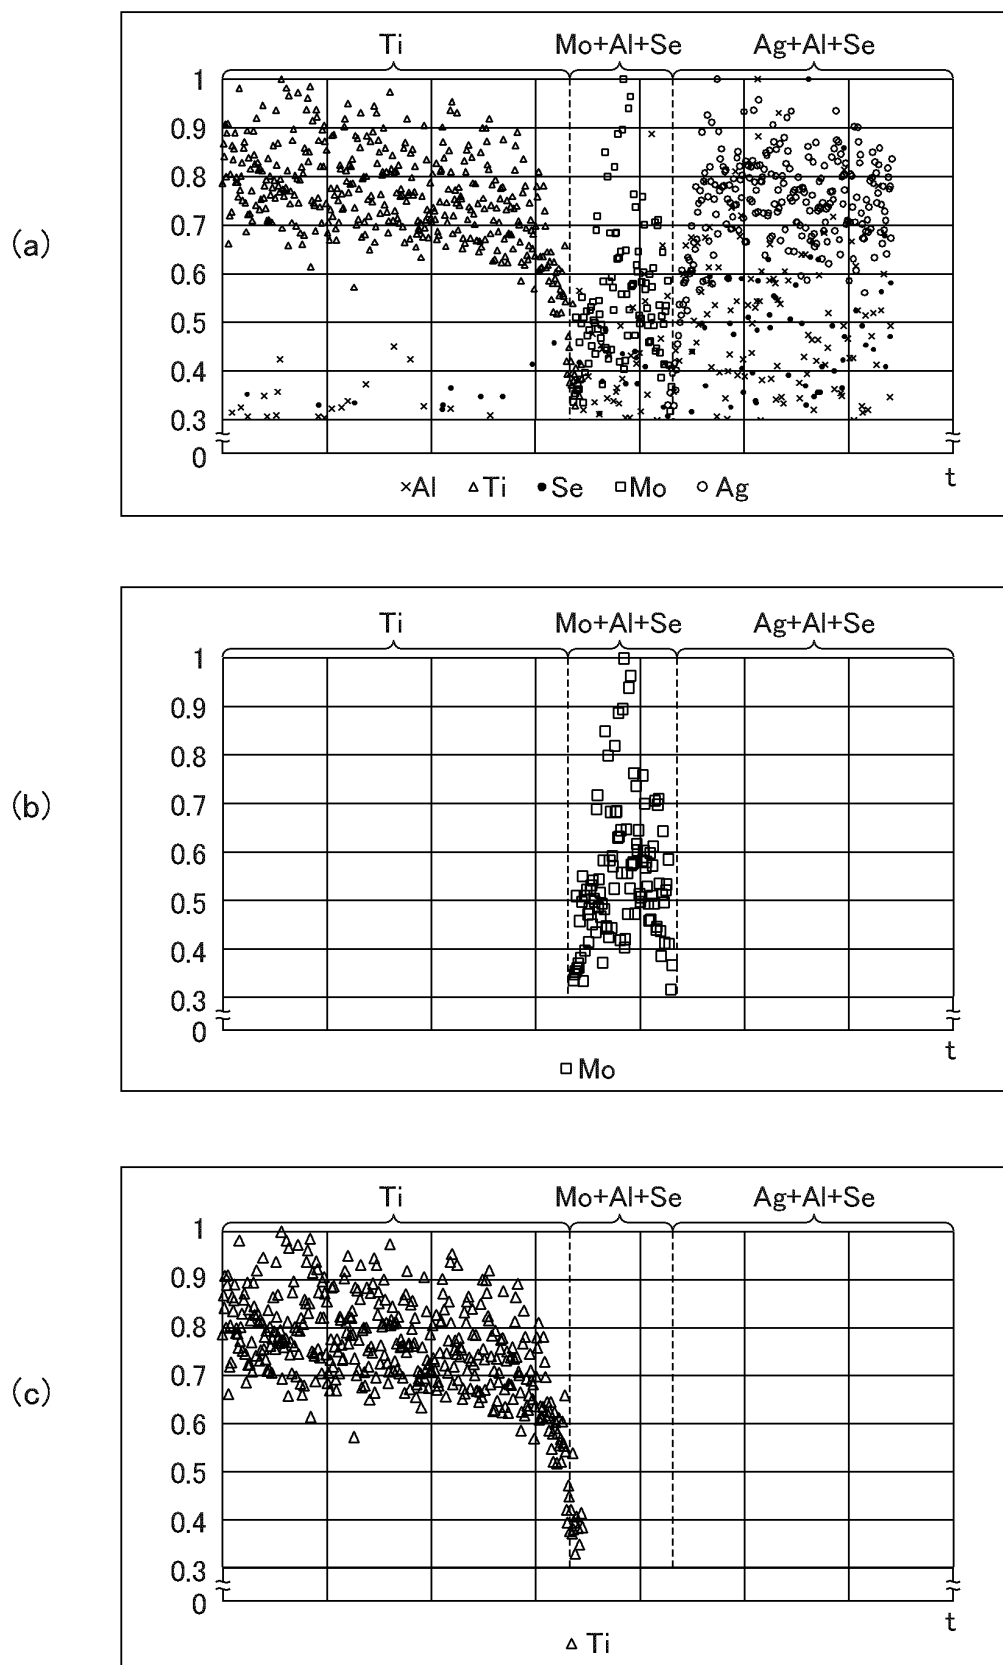 (a)
Ti Mo+Al+Se Ag+Al+Se
1
0.9
0.8
0.7
0.6
0.5
0.4
0.3
0
t
×Al △Ti ●Se □Mo ○Ag
(b)
Ti Mo+Al+Se Ag+Al+Se
1
0.9
0.8
0.7
0.6
0.5
0.4
0.3
0
t
□Mo
(c)
Ti Mo+Al+Se Ag+Al+Se
1
0.9
0.8
0.7
0.6
0.5
0.4
0.3
0
t
△Ti